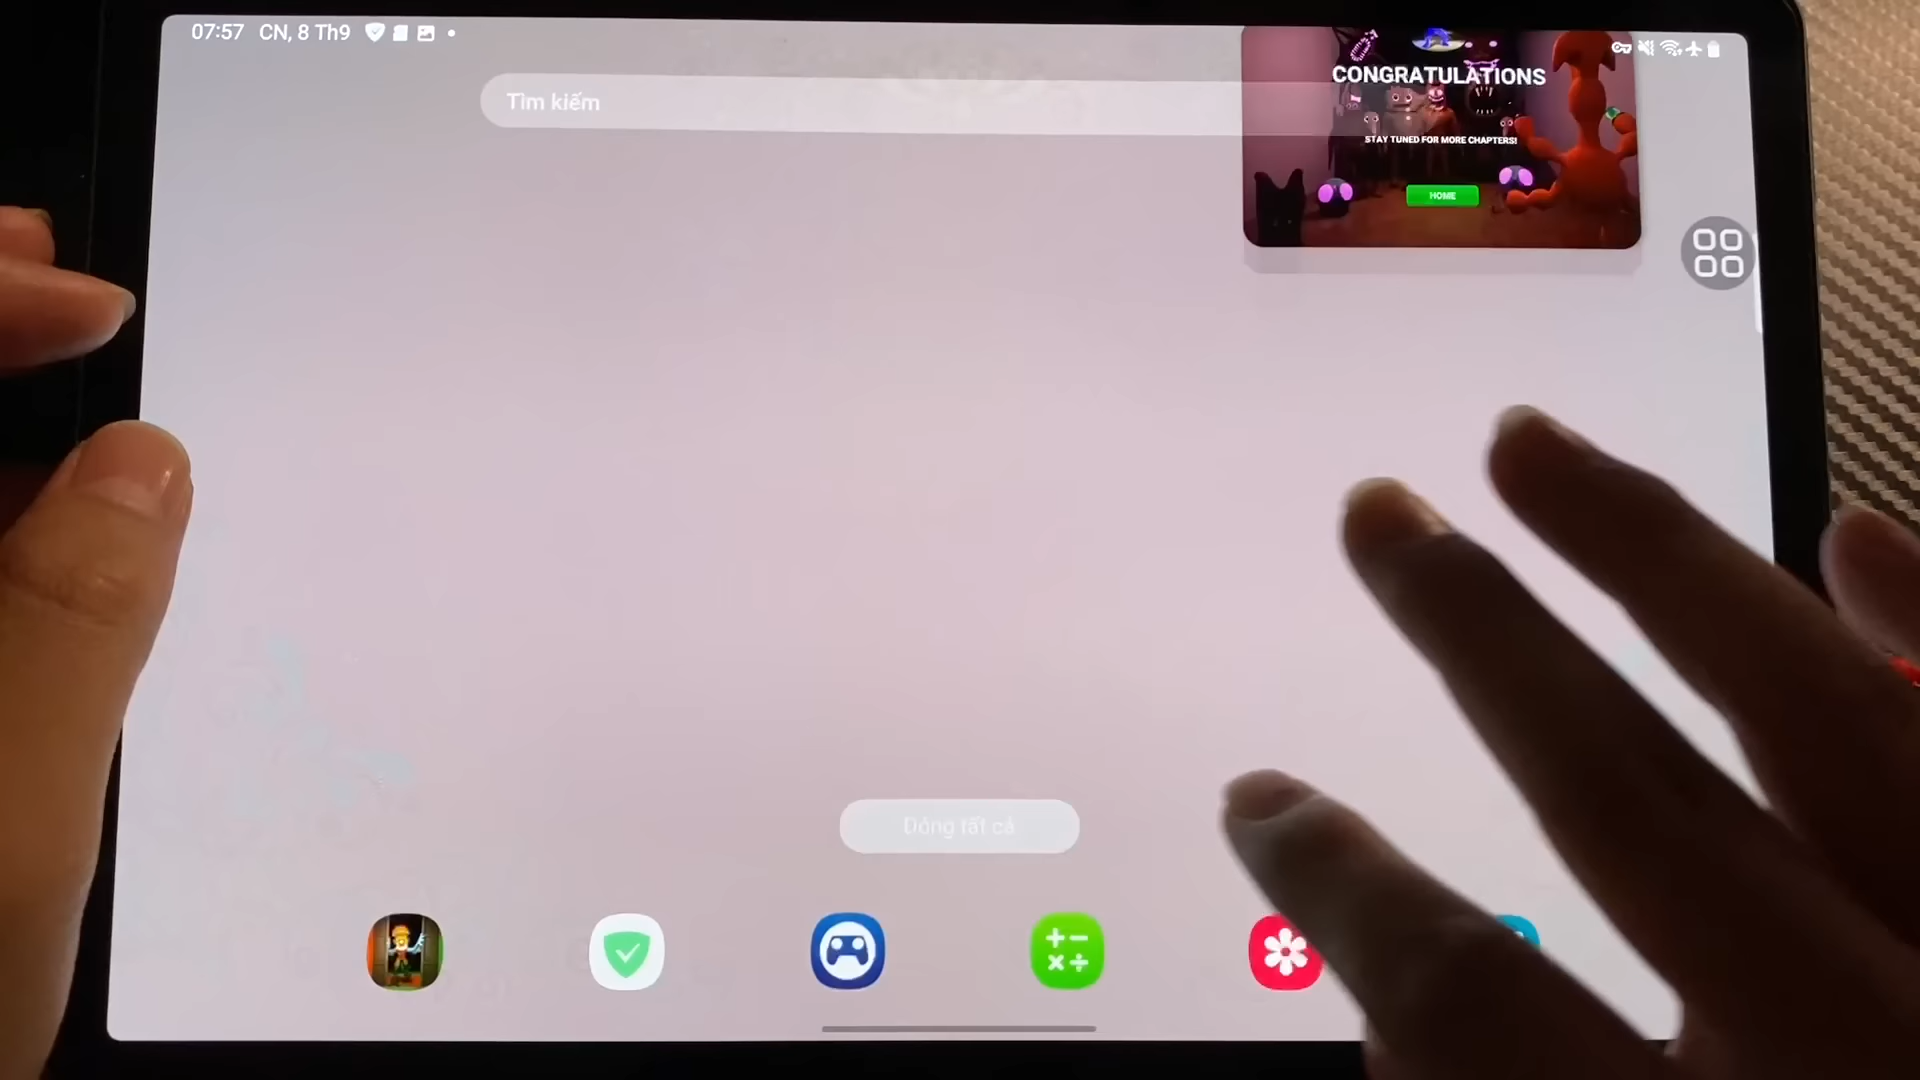 07:57 CN, 8 Th9
Tìm kiếm
CONGRATULATIONS
STAY TUNED FOR MORE CHAPTERS!
HOME
Đóng tất cả